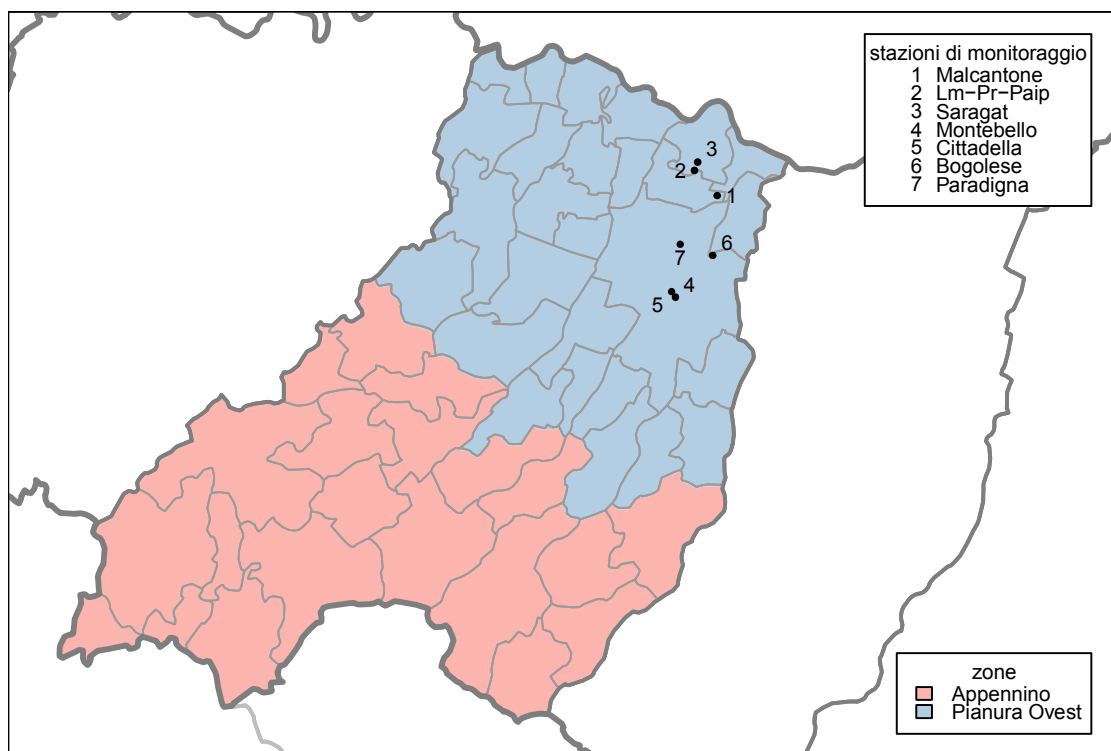 stazioni di monitoraggio
1 Malcantone
2 Lm−Pr−Paip
3 Saragat
4 Montebello
5 Cittadella
6 Bogolese
7 Paradigna
3
2
1
6
7
4
5
zone
Appennino
Pianura Ovest